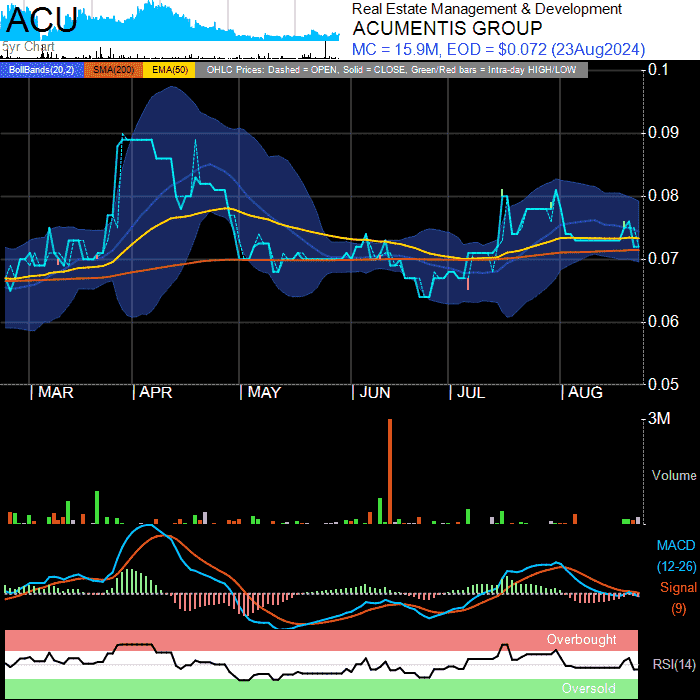 ACU
5yr Chart
Real Estate Management & Development
ACUMENTIS GROUP
MC = 15.9M, EOD = $0.072 (23Aug2024)
BollBands(20,2) SMA(200) EMA(50) OHLC Prices: Dashed = OPEN, Solid = CLOSE, Green/Red bars = Intra-day HIGH/LOW
0.1
0.09
0.08
0.07
0.06
0.05
MAR APR MAY JUN JUL AUG
3M
Volume
MACD
(12-26)
Signal
(9)
Overbought
RSI(14)
Oversold